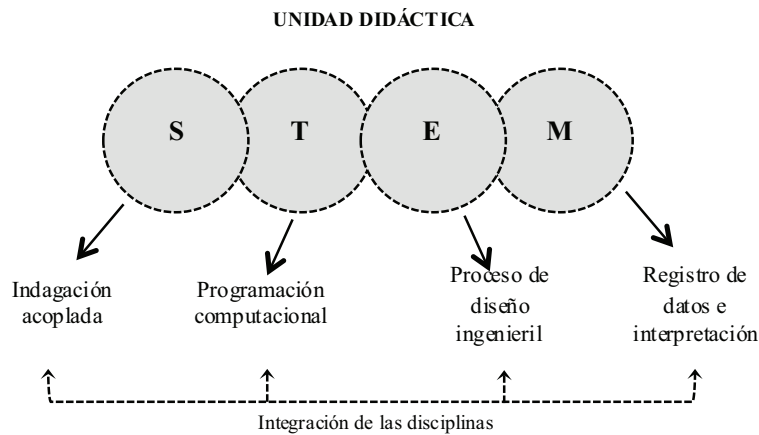 UNIDAD DIDÁCTICA
S T E M
Indagación
acoplada
Programación
computacional
Proceso de
diseño
ingenieril
Registro de
datos e
interpretación
Integración de las disciplinas